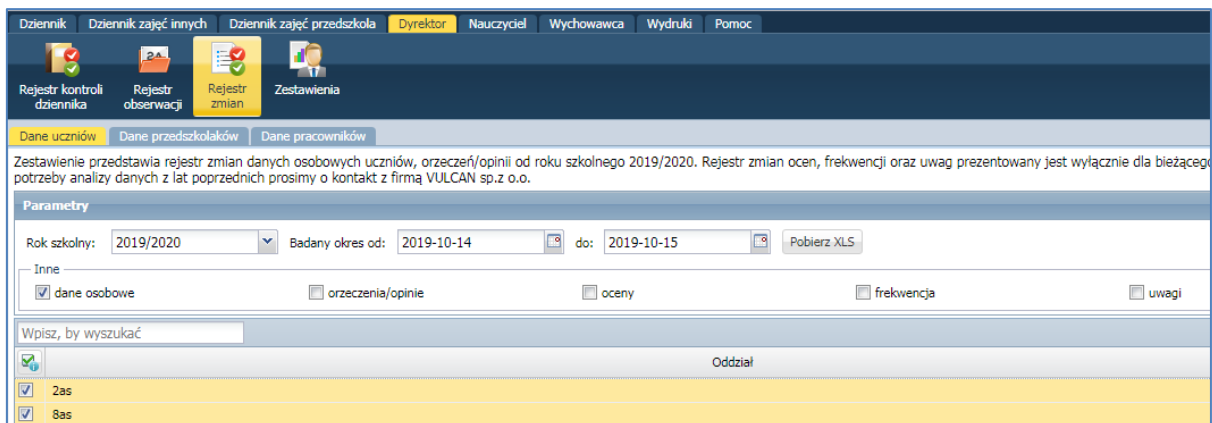 Dziennik Dziennik zajęć innych Dziennik zajęć przedszkola Dyrektor Nauczyciel Wychowawca Wydruki Pomoc
Rejestr kontroli dziennika Rejestr obserwacji Rejestr zmian Zestawienia
Dane uczniów Dane przedszkolaków Dane pracowników
Zestawienie przedstawia rejestr zmian danych osobowych uczniów, orzeczeń/opinii od roku szkolnego 2019/2020. Rejestr zmian ocen, frekwencji oraz uwag prezentowany jest wyłącznie dla bieżąceg
potrzeby analizy danych z lat poprzednich prosimy o kontakt z firmą VULCAN sp.z o.o.
Parametry
Rok szkolny: 2019/2020 Badany okres od: 2019-10-14 do: 2019-10-15 Pobierz XLS
Inne
dane osobowe orzeczenia/opinie oceny frekwencja uwagi
Wpisz, by wyszukać
Oddział
2as
8as